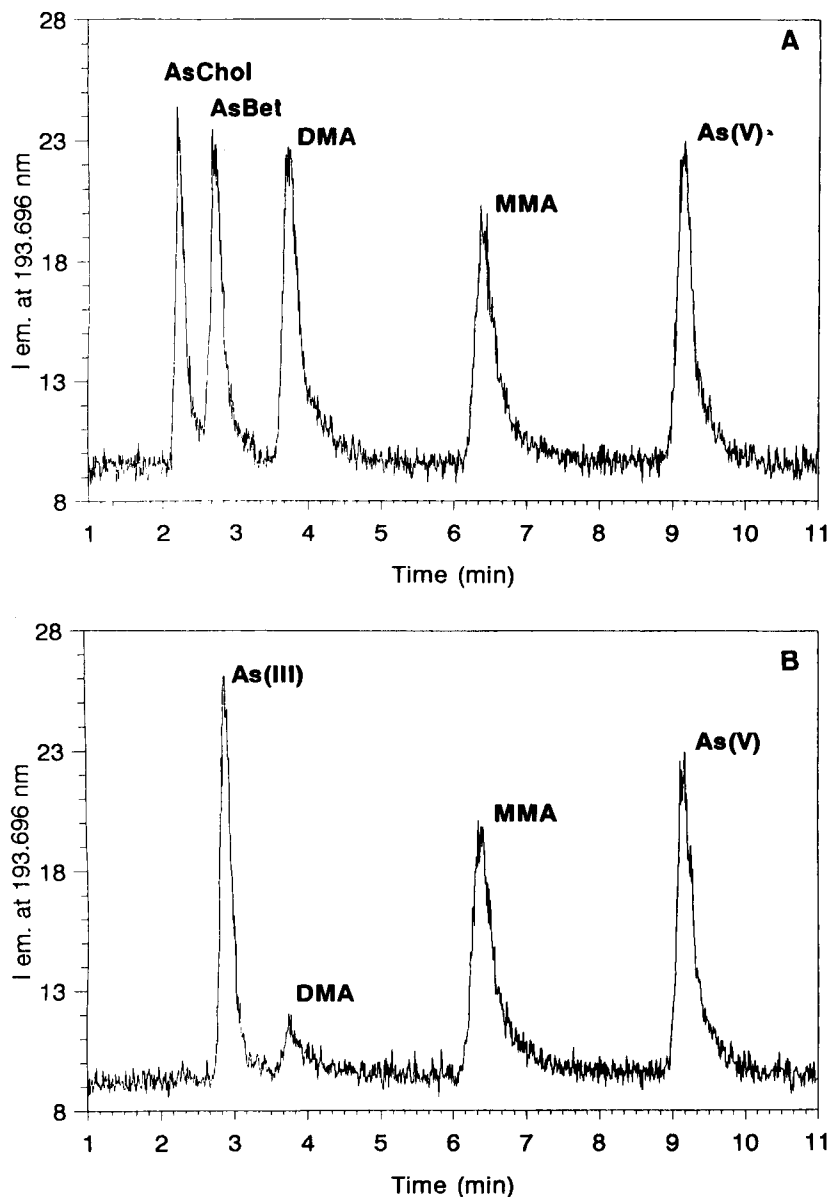 28
A
AsChol
AsBet
DMA
As(V)
23
MMA
18
13
8
I em. at 193.696 nm
1 2 3 4 5 6 7 8 9 10 11
Time (min)
28
B
As(III)
As(V)
23
MMA
18
DMA
13
8
I em. at 193.696 nm
1 2 3 4 5 6 7 8 9 10 11
Time (min)